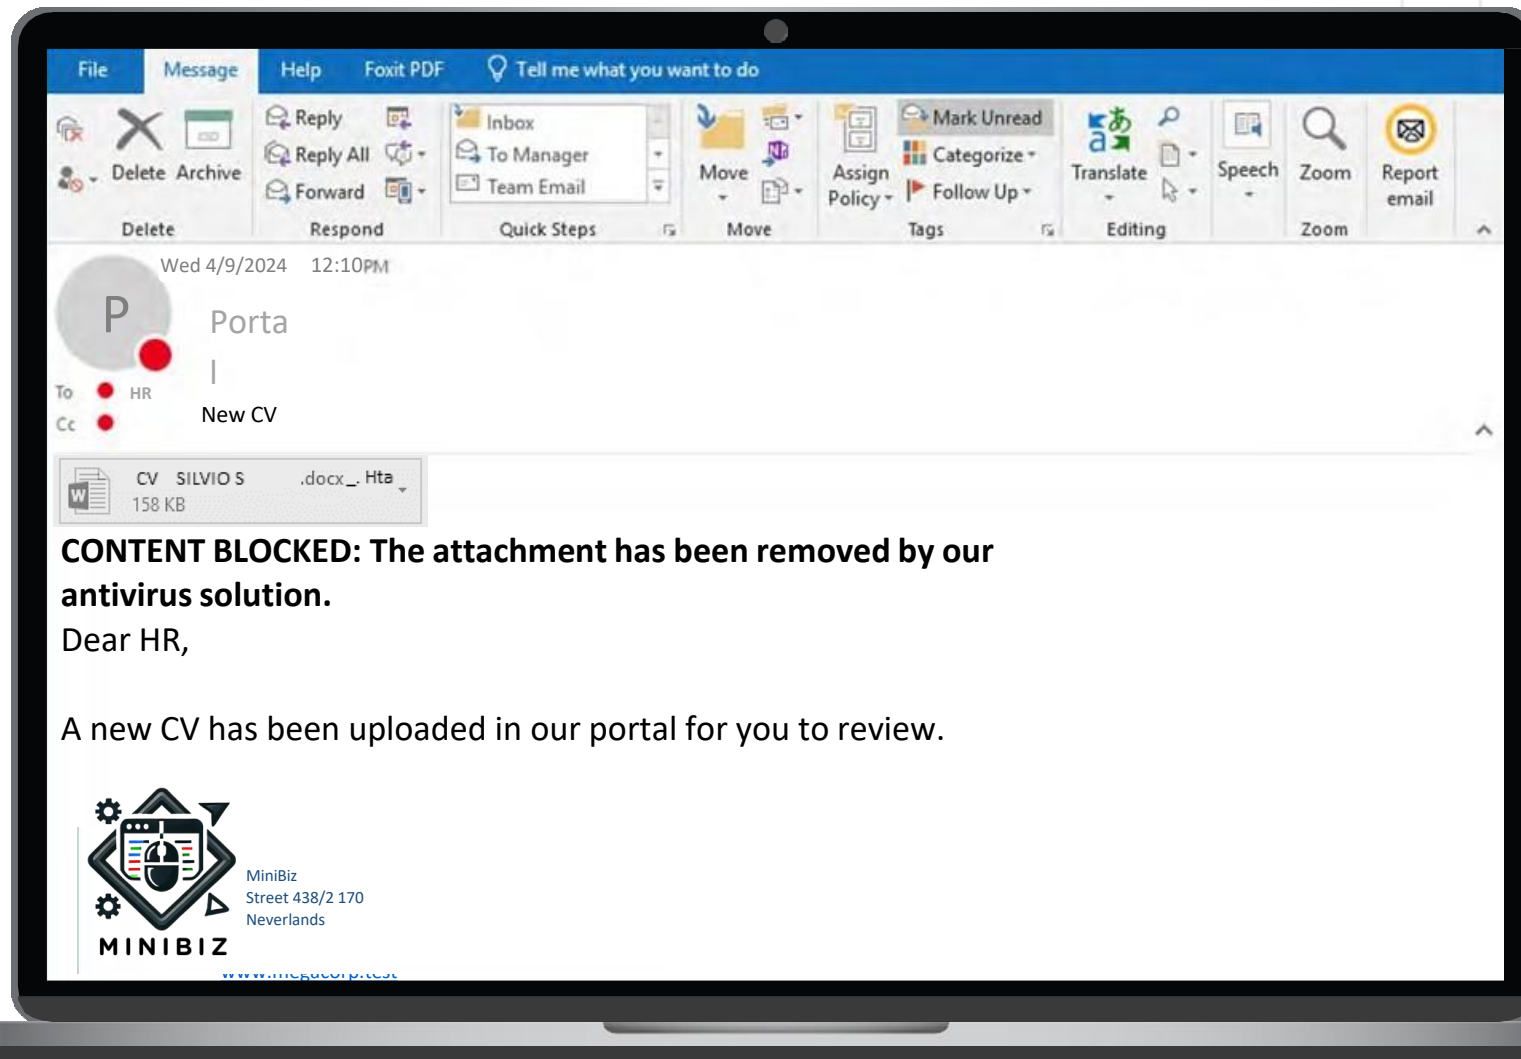 File Message Help Foxit PDF Tell me what you want to do
Delete Archive
Delete
Reply
Reply All
Forward
Respond
Inbox
To Manager
Team Email
Quick Steps
Move
Move
Assign
Policy
Mark Unread
Categorize
Follow Up
Tags
Translate
Editing
Speech
Zoom
Zoom
Report
email
Wed 4/9/2024 12:10PM
P
Porta
l
To HR
Cc
New CV
CV SILVIO S .docx_. Hta
158 KB
CONTENT BLOCKED: The attachment has been removed by our
antivirus solution.
Dear HR,
A new CV has been uploaded in our portal for you to review.
MINIBIZ
MiniBiz
Street 438/2 170
Neverlands
www.megacorp.test